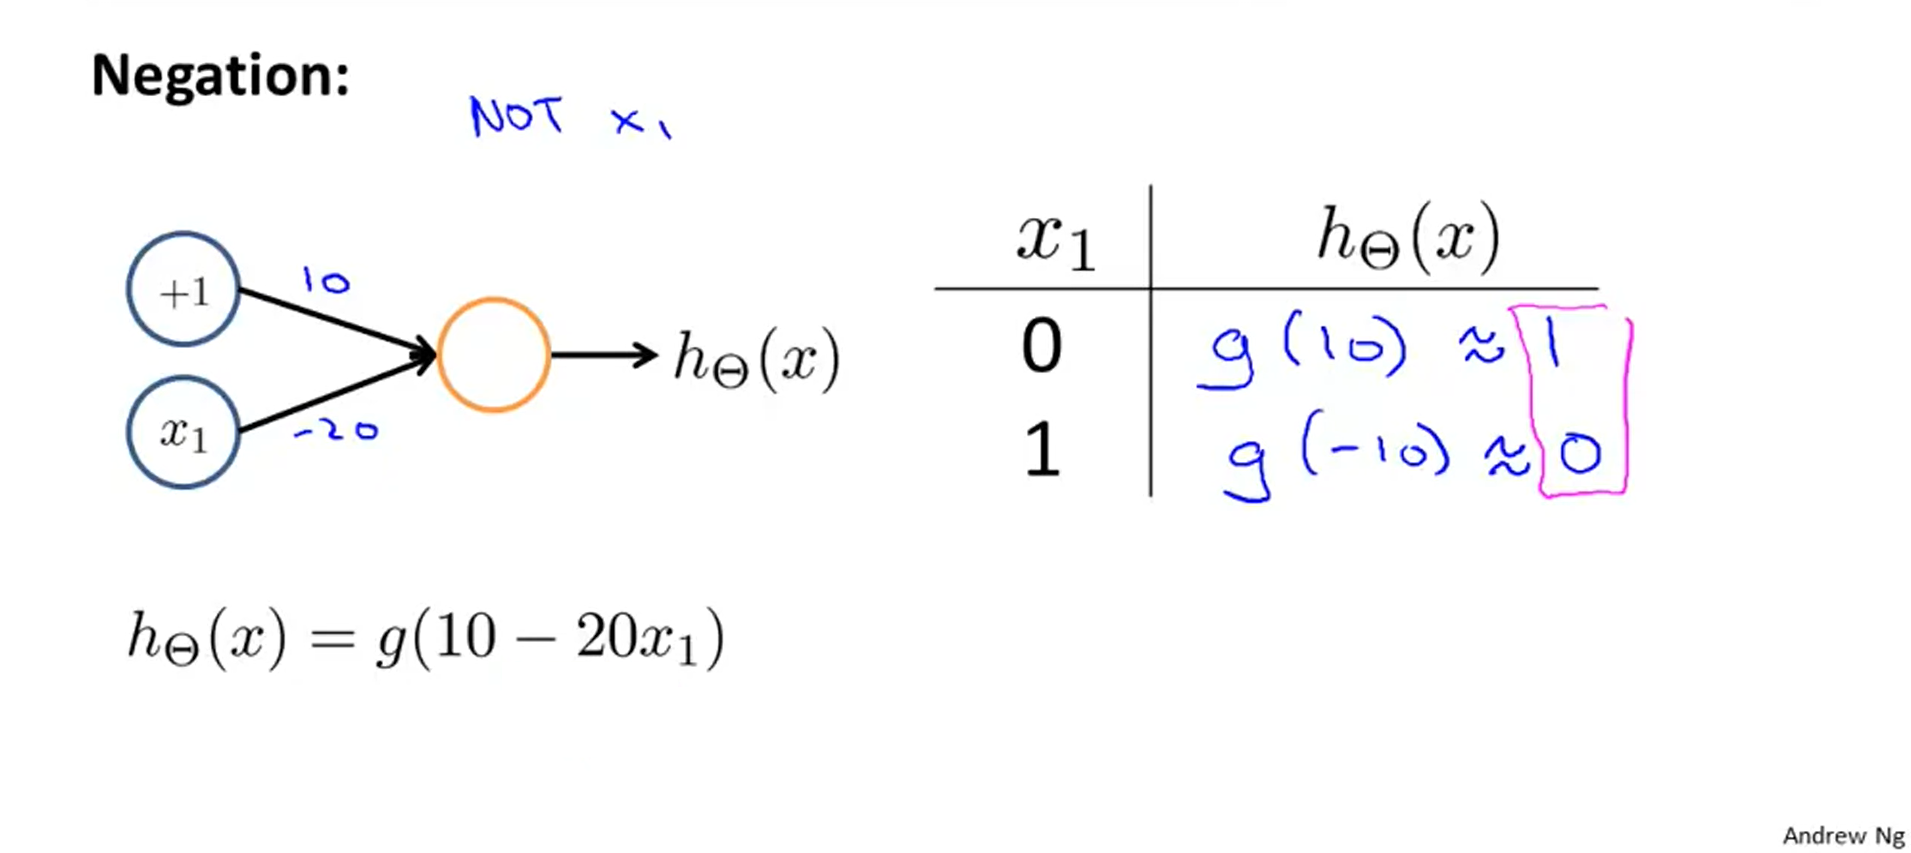 Negation:
NOT x₁
+1
10
x₁
-20
h_Θ(x)
x₁ h_Θ(x)
0 g(10) ≈ 1
1 g(-10) ≈ 0
h_Θ(x) = g(10 − 20x₁)
Andrew Ng